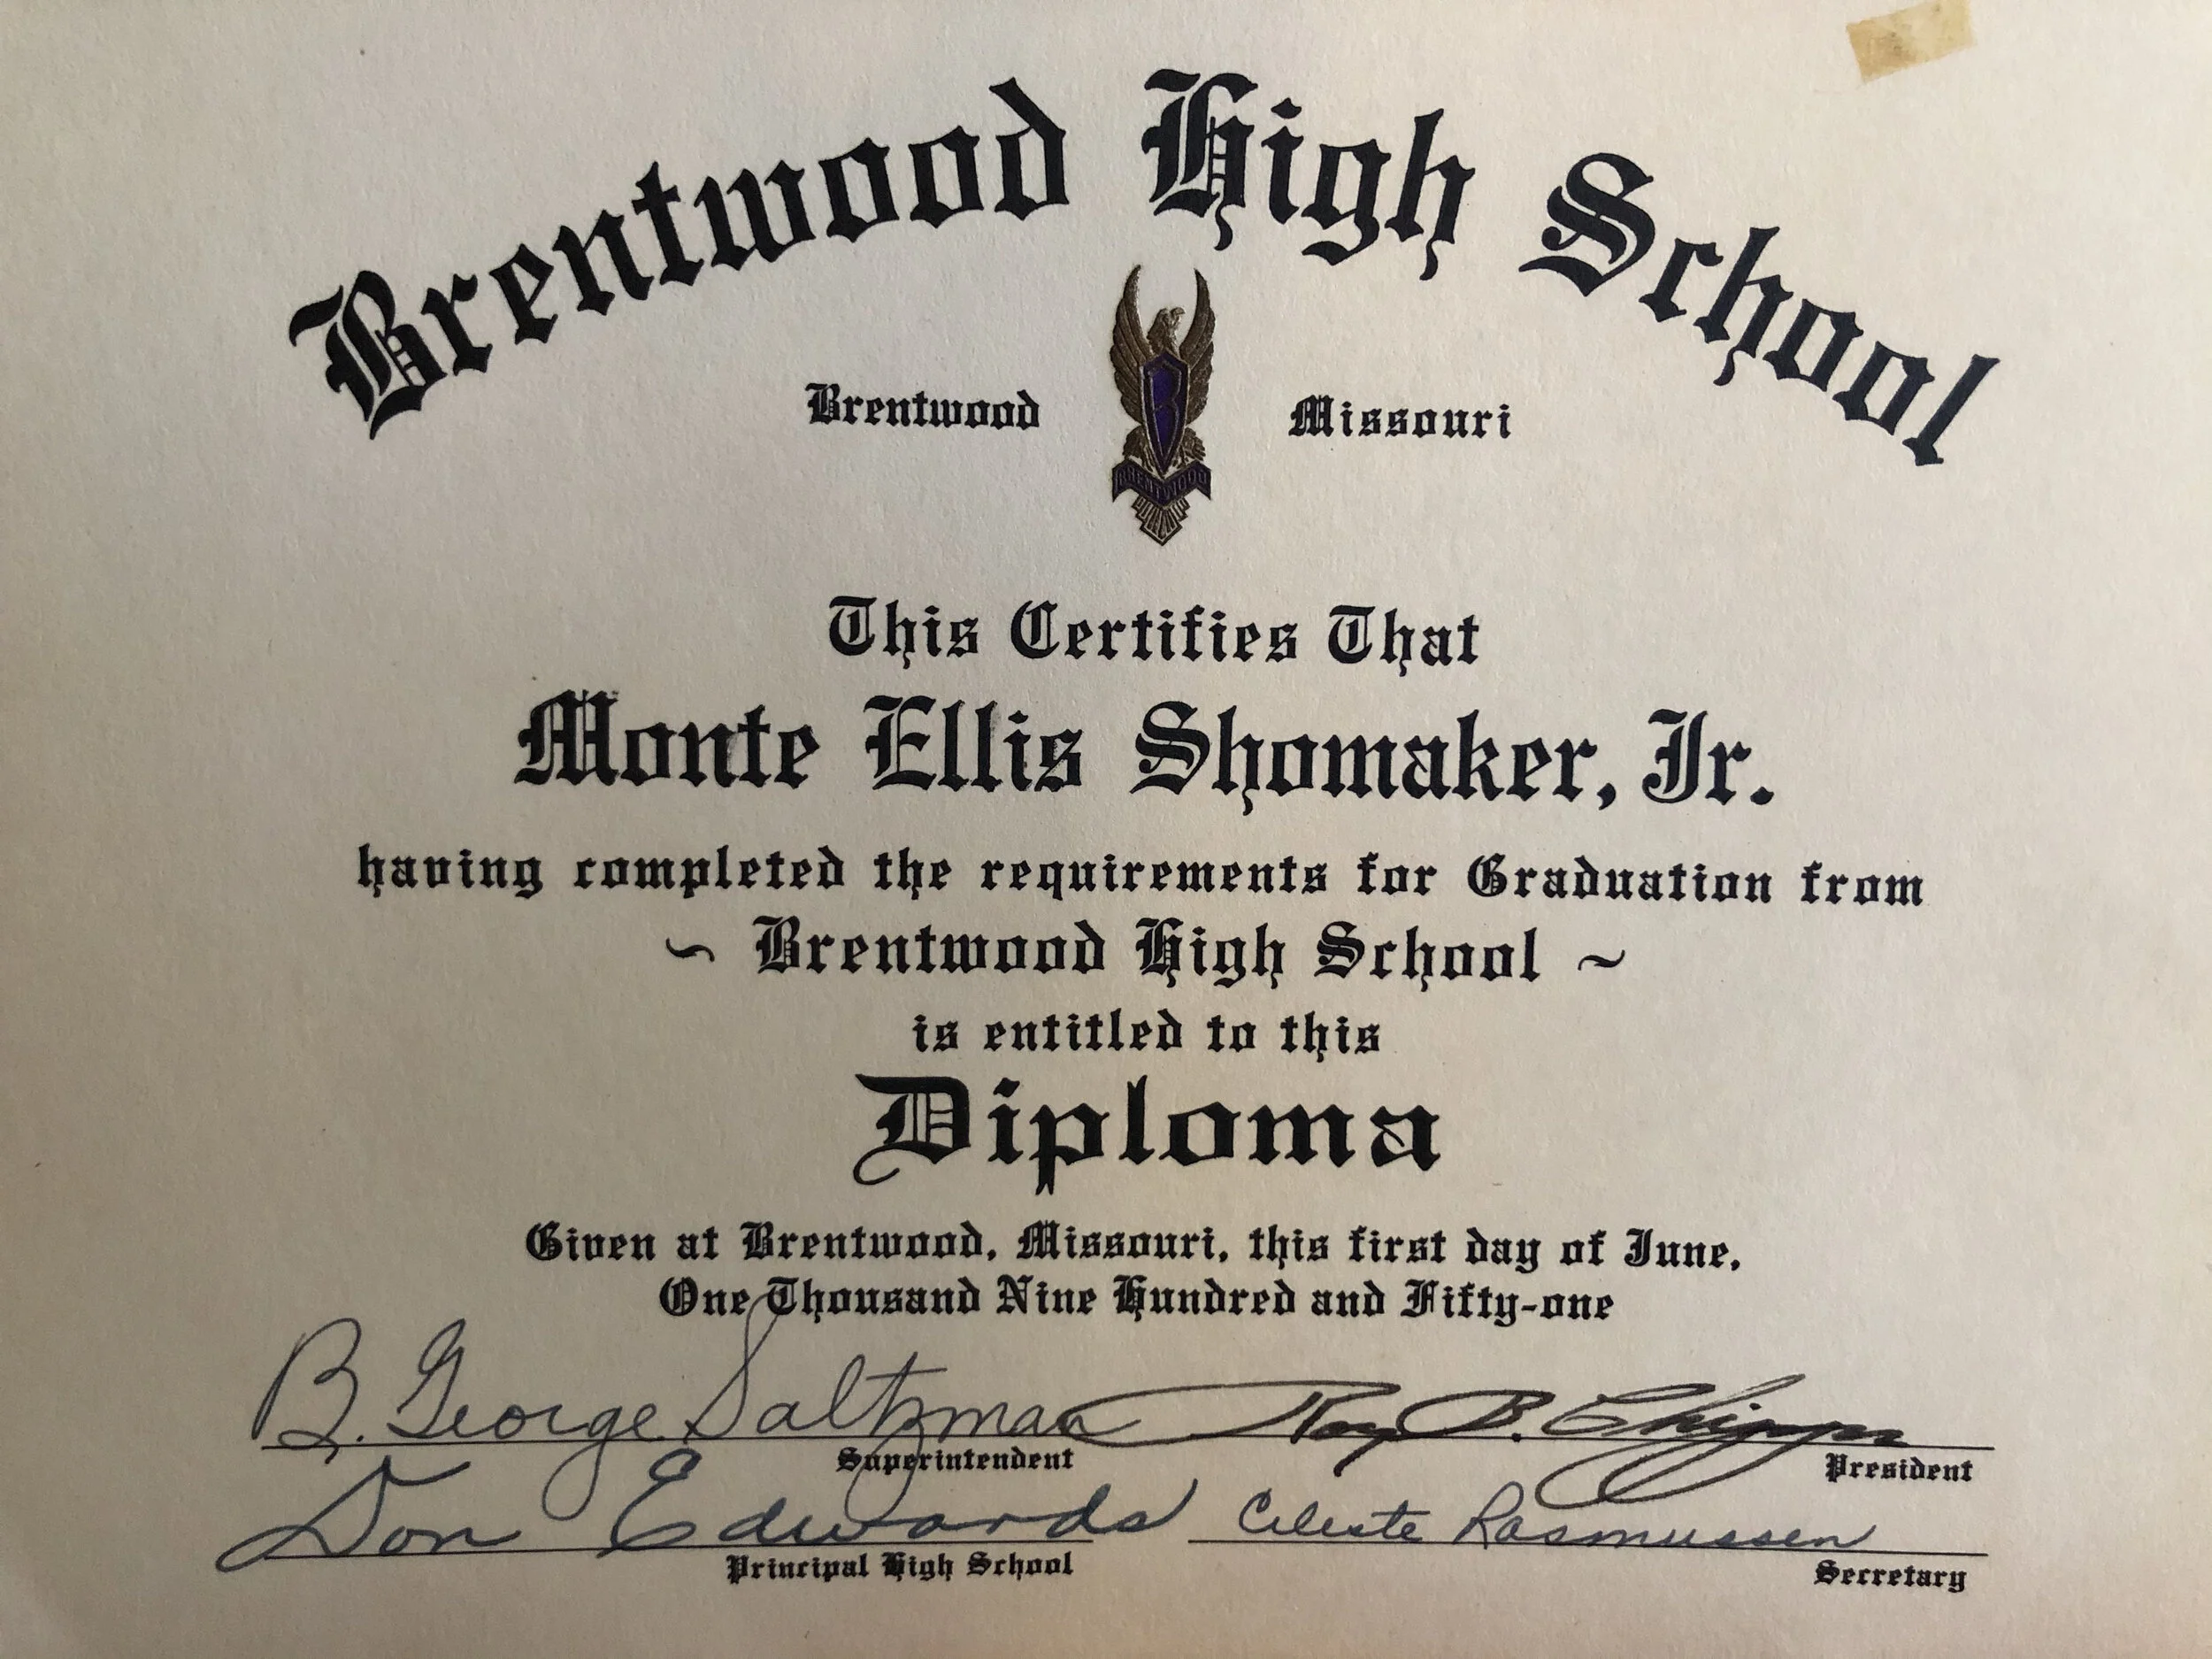 Brentwood High School
Brentwood Missouri
B
BRENTWOOD
This Certifies That
Monte Ellis Shomaker, Jr.
having completed the requirements for Graduation from
~ Brentwood High School ~
is entitled to this
Diploma
Given at Brentwood, Missouri, this first day of June,
One Thousand Nine Hundred and Fifty-one
B. George Saltzman Roy B.
Superintendent President
Don Edwards Celeste Rasmussen
Principal High School Secretary